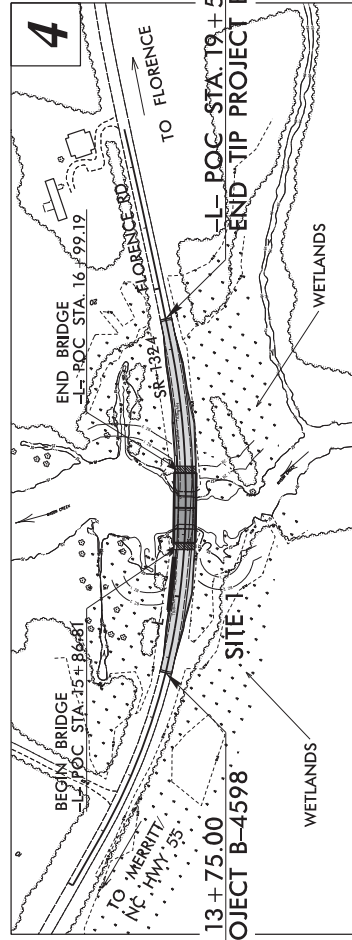 4
TO FLORENCE
-L- POC STA. 19+5
END TIP PROJECT
FLORENCE RD.
SR-1324
END BRIDGE
-L- POC STA. 16+99.19
WETLANDS
BEGIN BRIDGE
-L- POC STA. 15+86.81
SITE 1
TO MERRITT/
NC HWY 55
13+75.00
OJECT B-4598
WETLANDS